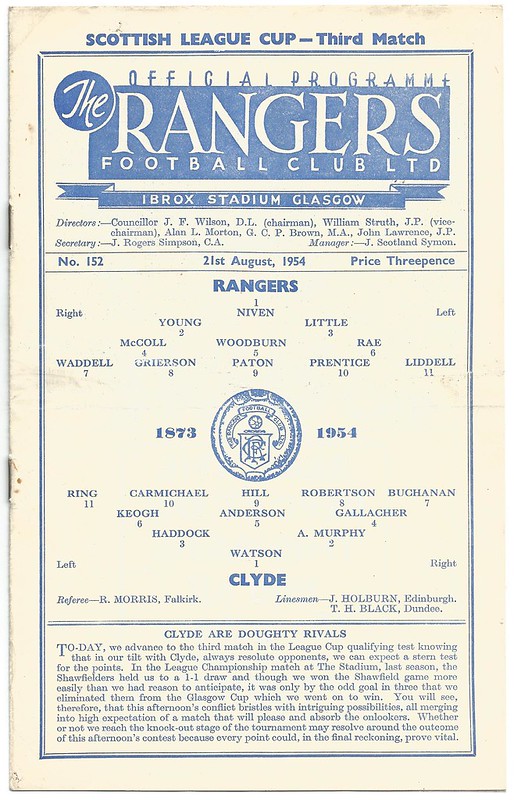 SCOTTISH LEAGUE CUP—Third Match
OFFICIAL PROGRAMME
The RANGERS
FOOTBALL CLUB LTD
IBROX STADIUM GLASGOW
Directors:—Councillor J. F. Wilson, D.L. (chairman), William Struth, J.P. (vice-
chairman), Alan L. Morton, G. C. P. Brown, M.A., John Lawrence, J.P.
Secretary:—J. Rogers Simpson, C.A. Manager:—J. Scotland Symon.
No. 152 21st August, 1954 Price Threepence
RANGERS
1
Right NIVEN Left
YOUNG LITTLE
2 3
McCOLL WOODBURN RAE
4 5 6
WADDELL GRIERSON PATON PRENTICE LIDDELL
7 8 9 10 11
1873 1954
RING CARMICHAEL HILL ROBERTSON BUCHANAN
11 10 9 8 7
KEOGH ANDERSON GALLACHER
6 5 4
HADDOCK A. MURPHY
3 2
WATSON
Left 1 Right
CLYDE
Referee—R. MORRIS, Falkirk. Linesmen—J. HOLBURN, Edinburgh.
T. H. BLACK, Dundee.
CLYDE ARE DOUGHTY RIVALS
TO-DAY, we advance to the third match in the League Cup qualifying test knowing
that in our tilt with Clyde, always resolute opponents, we can expect a stern test
for the points. In the League Championship match at The Stadium, last season, the
Shawfielders held us to a 1-1 draw and though we won the Shawfield game more
easily than we had reason to anticipate, it was only by the odd goal in three that we
eliminated them from the Glasgow Cup which we went on to win. You will see,
therefore, that this afternoon's conflict bristles with intriguing possibilities, all merging
into high expectation of a match that will please and absorb the onlookers. Whether
or not we reach the knock-out stage of the tournament may resolve around the outcome
of this afternoon's contest because every point could, in the final reckoning, prove vital.